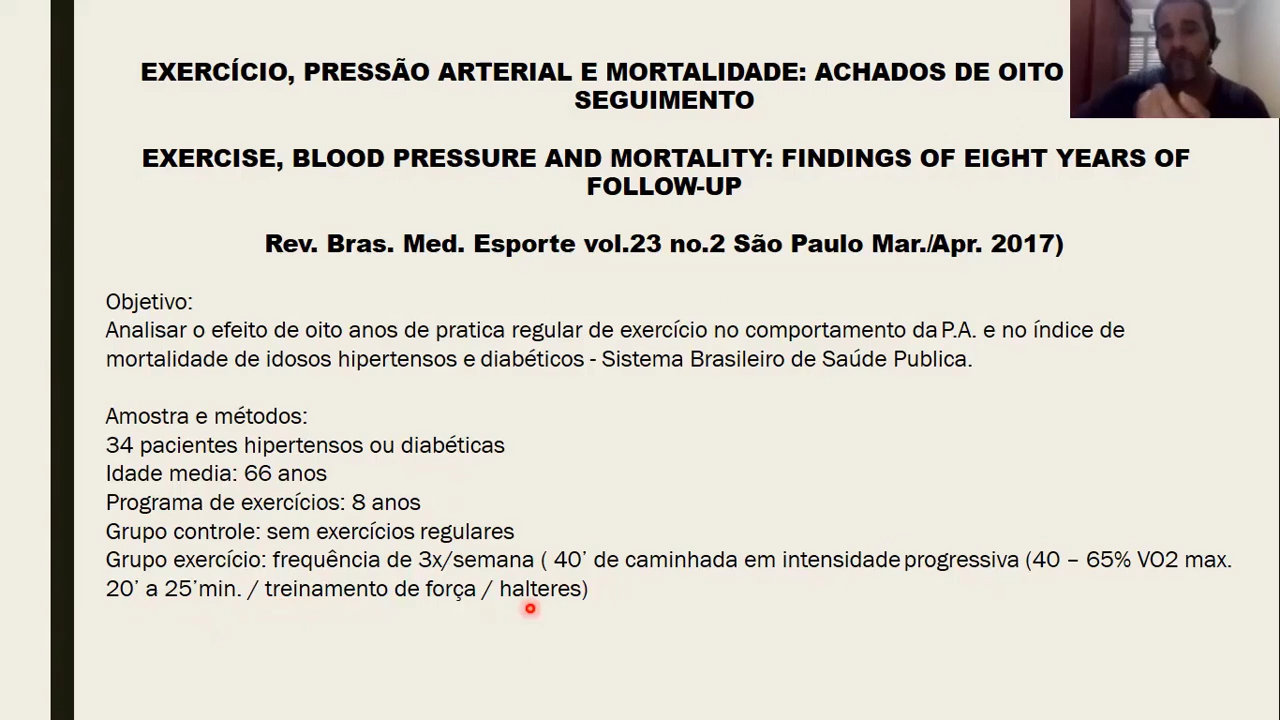 EXERCÍCIO, PRESSÃO ARTERIAL E MORTALIDADE: ACHADOS DE OITO
SEGUIMENTO
EXERCISE, BLOOD PRESSURE AND MORTALITY: FINDINGS OF EIGHT YEARS OF
FOLLOW-UP
Rev. Bras. Med. Esporte vol.23 no.2 São Paulo Mar./Apr. 2017)
Objetivo:
Analisar o efeito de oito anos de pratica regular de exercício no comportamento da P.A. e no índice de
mortalidade de idosos hipertensos e diabéticos - Sistema Brasileiro de Saúde Publica.
Amostra e métodos:
34 pacientes hipertensos ou diabéticas
Idade media: 66 anos
Programa de exercícios: 8 anos
Grupo controle: sem exercícios regulares
Grupo exercício: frequência de 3x/semana ( 40’ de caminhada em intensidade progressiva (40 – 65% VO2 max.
20’ a 25’min. / treinamento de força / halteres)